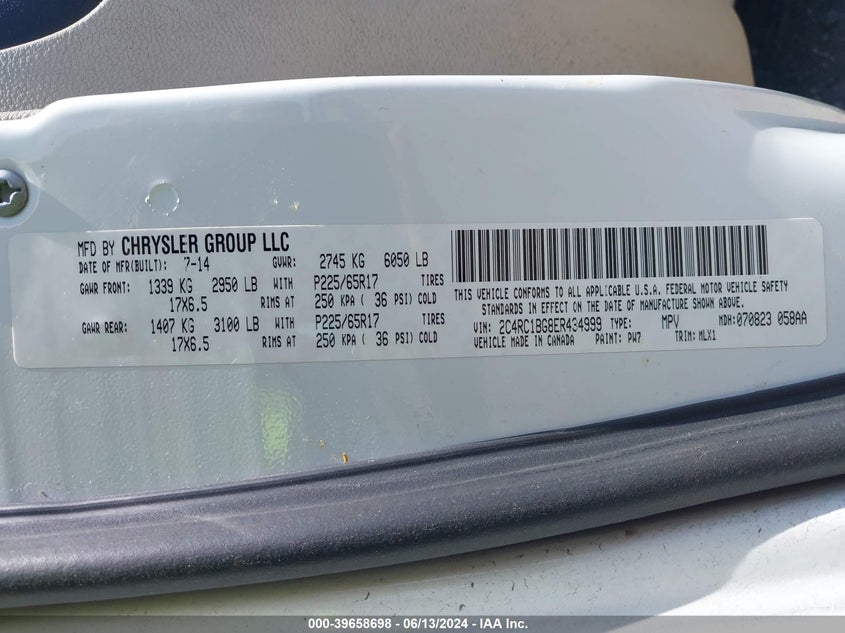 MFD BY CHRYSLER GROUP LLC
DATE OF MFR(BUILT): 7-14 GVWR: 2745 KG 6050 LB
GAWR FRONT: 1339 KG 2950 LB WITH P225/65R17 TIRES
17X6.5 RIMS AT 250 KPA ( 36 PSI) COLD
GAWR REAR: 1407 KG 3100 LB WITH P225/65R17 TIRES
17X6.5 RIMS AT 250 KPA ( 36 PSI) COLD
THIS VEHICLE CONFORMS TO ALL APPLICABLE U.S.A. FEDERAL MOTOR VEHICLE SAFETY
STANDARDS IN EFFECT ON THE DATE OF MANUFACTURE SHOWN ABOVE.
VIN: 2C4RC1BG8ER434999 TYPE: MPV MDH: 070823 058AA
VEHICLE MADE IN CANADA PAINT: PW7 TRIM: MLX1
000-39658698 - 06/13/2024 - IAA Inc.